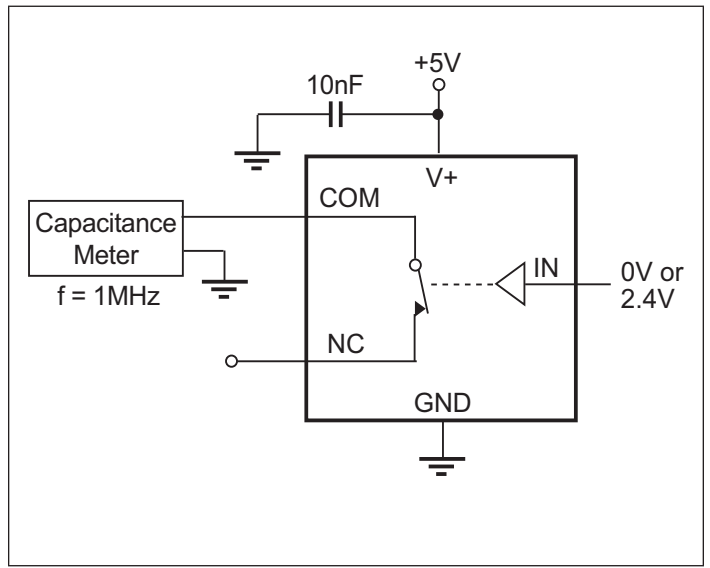 +5V
10nF
V+
COM
Capacitance
Meter
f = 1MHz
IN
0V or
2.4V
NC
GND